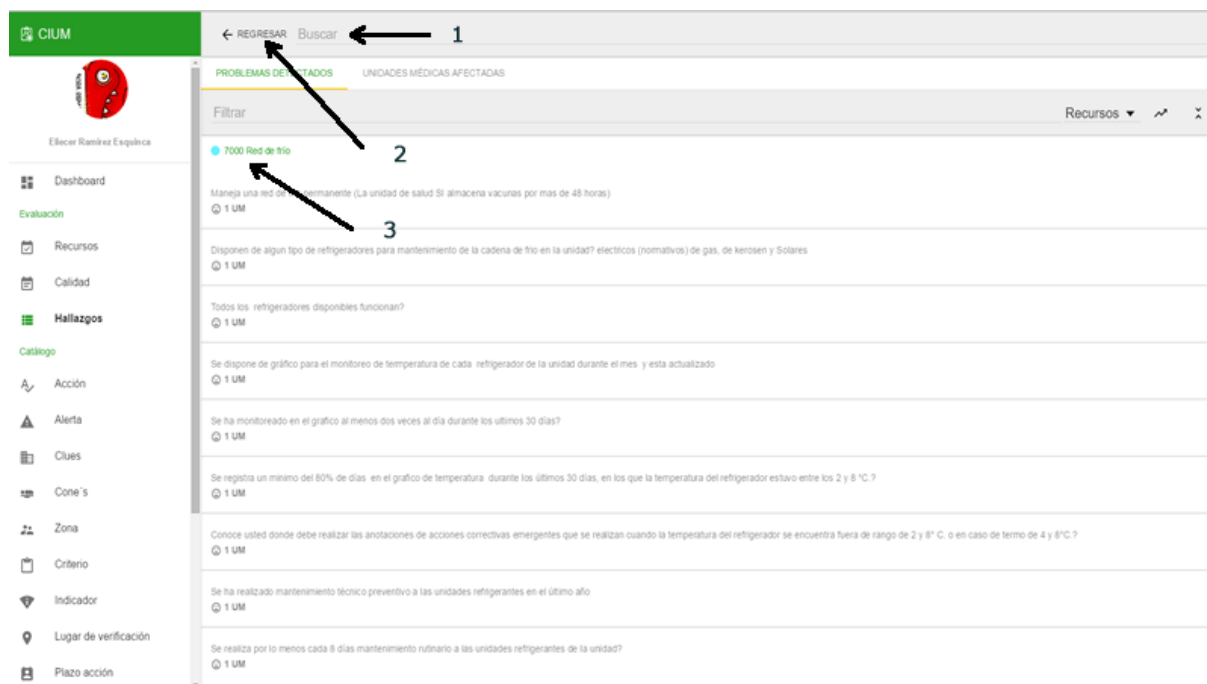 CIUM
← REGRESAR Buscar 1
PROBLEMAS DETECTADOS UNIDADES MÉDICAS AFECTADAS
Filtrar Recursos
2
Eliecer Ramírez Esquinca
7000 Red de frío
3
Maneja una red de permanente (La unidad de salud SI almacena vacunas por mas de 48 horas)
1 UM
Disponen de algun tipo de refrigeradores para mantenimiento de la cadena de frio en la unidad? electricos (normativos) de gas, de kerosen y Solares
1 UM
Todos los refrigeradores disponibles funcionan?
1 UM
Se dispone de gráfico para el monitoreo de termperatura de cada refrigerador de la unidad durante el mes y esta actualizado
1 UM
Se ha monitoreado en el grafico al menos dos veces al día durante los ultimos 30 días?
1 UM
Se registra un minimo del 80% de días en el grafico de temperatura durante los últimos 30 días, en los que la temperatura del refrigerador estuvo entre los 2 y 8 °C.?
1 UM
Conoce usted donde debe realizar las anotaciones de acciones correctivas emergentes que se realizan cuando la temperatura del refrigerador se encuentra fuera de rango de 2 y 8° C. o en caso de termo de 4 y 8°C.?
1 UM
Se ha realizado mantenimiento técnico preventivo a las unidades refrigerantes en el último año
1 UM
Se realiza por lo menos cada 8 días mantenimiento rutinario a las unidades refrigerantes de la unidad?
1 UM
Dashboard
Evaluación
Recursos
Calidad
Hallazgos
Catálogo
Acción
Alerta
Clues
Cone´s
Zona
Criterio
Indicador
Lugar de verificación
Plazo acción